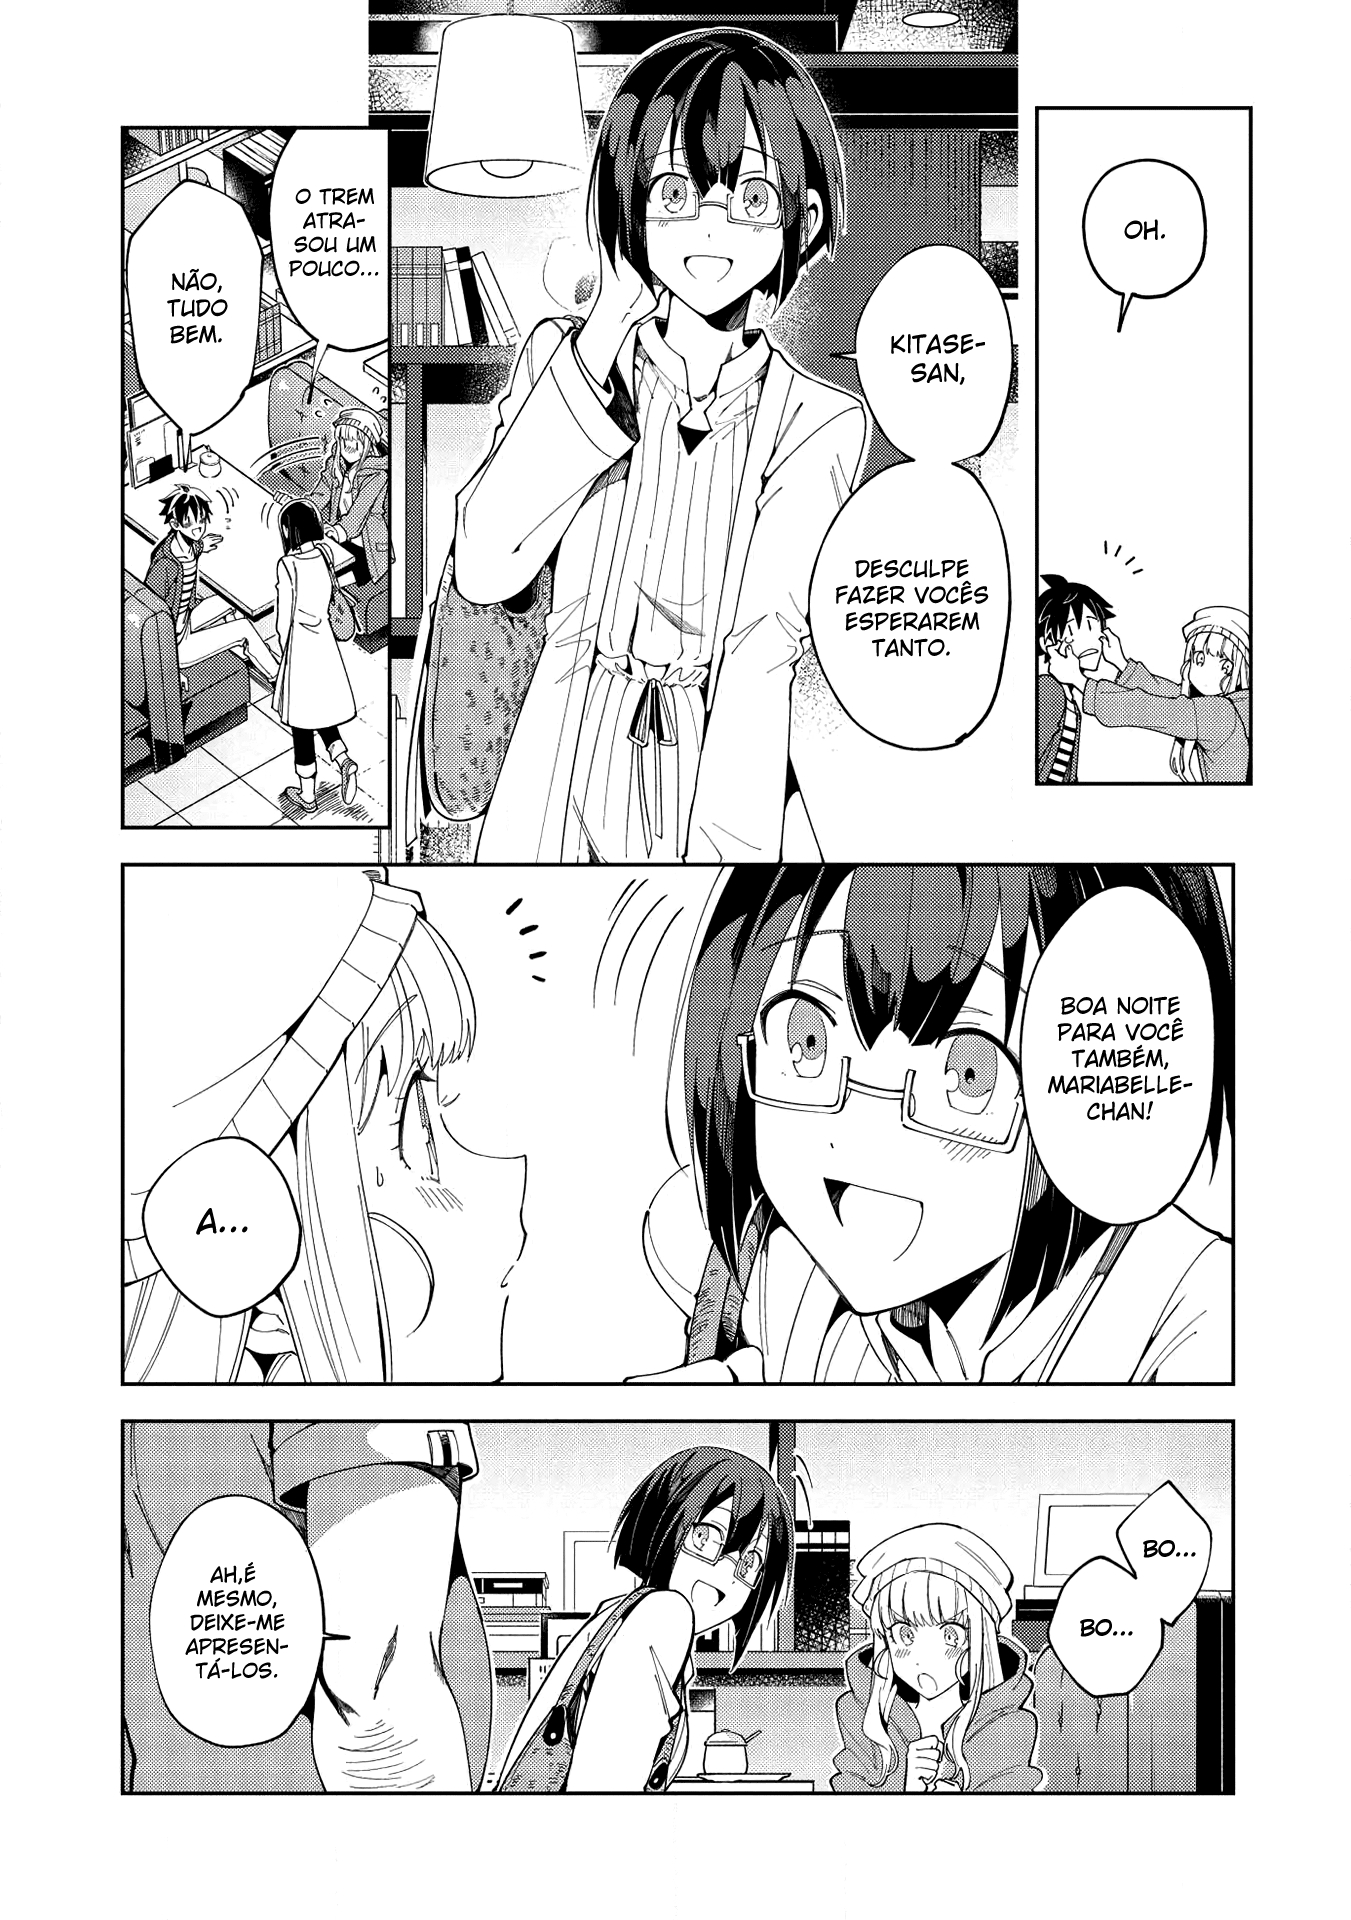 OH.
KITASE-
SAN,
DESCULPE
FAZER VOCÊS
ESPERAREM
TANTO.
O TREM
ATRA-
SOU UM
POUCO...
NÃO,
TUDO
BEM.
BOA NOITE
PARA VOCÊ
TAMBÉM,
MARIABELLE-
CHAN!
A...
BO...
BO...
AH,É
MESMO,
DEIXE-ME
APRESEN-
TÁ-LOS.